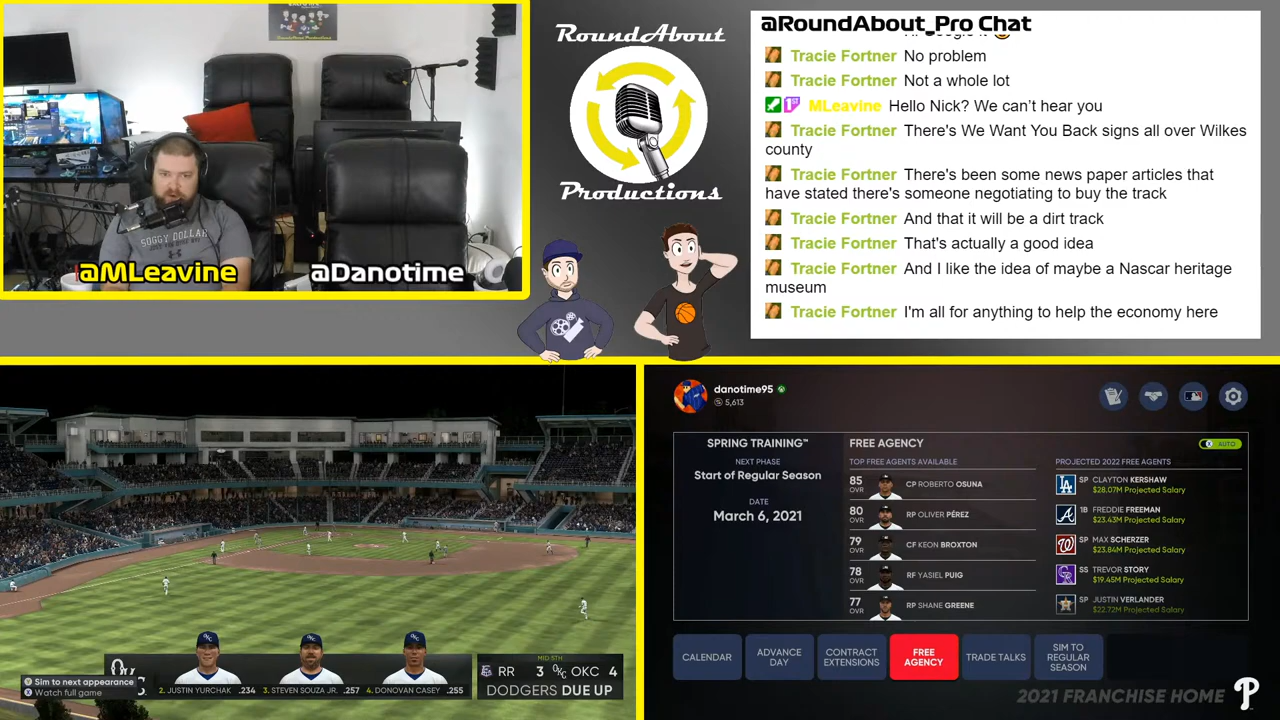 RoundAbout
Productions
SOGGY DOLLAR
@MLeavine
@Danotime
@RoundAbout_Pro Chat
Tracie Fortner No problem
Tracie Fortner Not a whole lot
MLeavine Hello Nick? We can't hear you
Tracie Fortner There's We Want You Back signs all over Wilkes
county
Tracie Fortner There's been some news paper articles that
have stated there's someone negotiating to buy the track
Tracie Fortner And that it will be a dirt track
Tracie Fortner That's actually a good idea
Tracie Fortner And I like the idea of maybe a Nascar heritage
museum
Tracie Fortner I'm all for anything to help the economy here
Sim to next appearance
Watch full game
OKC
OKC
OKC
2. JUSTIN YURCHAK .234
3. STEVEN SOUZA JR. .257
4. DONOVAN CASEY .255
MID 5TH
RR 3 OKC 4
DODGERS DUE UP
danotime95
5,613
SPRING TRAINING™
NEXT PHASE
Start of Regular Season
DATE
March 6, 2021
FREE AGENCY
X AUTO
TOP FREE AGENTS AVAILABLE
85 OVR CP ROBERTO OSUNA
80 OVR RP OLIVER PÉREZ
79 OVR CF KEON BROXTON
78 OVR RF YASIEL PUIG
77 OVR RP SHANE GREENE
PROJECTED 2022 FREE AGENTS
SP CLAYTON KERSHAW
$28.07M Projected Salary
1B FREDDIE FREEMAN
$23.43M Projected Salary
SP MAX SCHERZER
$23.84M Projected Salary
SS TREVOR STORY
$19.45M Projected Salary
SP JUSTIN VERLANDER
$22.72M Projected Salary
CALENDAR
ADVANCE
DAY
CONTRACT
EXTENSIONS
FREE
AGENCY
TRADE TALKS
SIM TO
REGULAR
SEASON
2021 FRANCHISE HOME